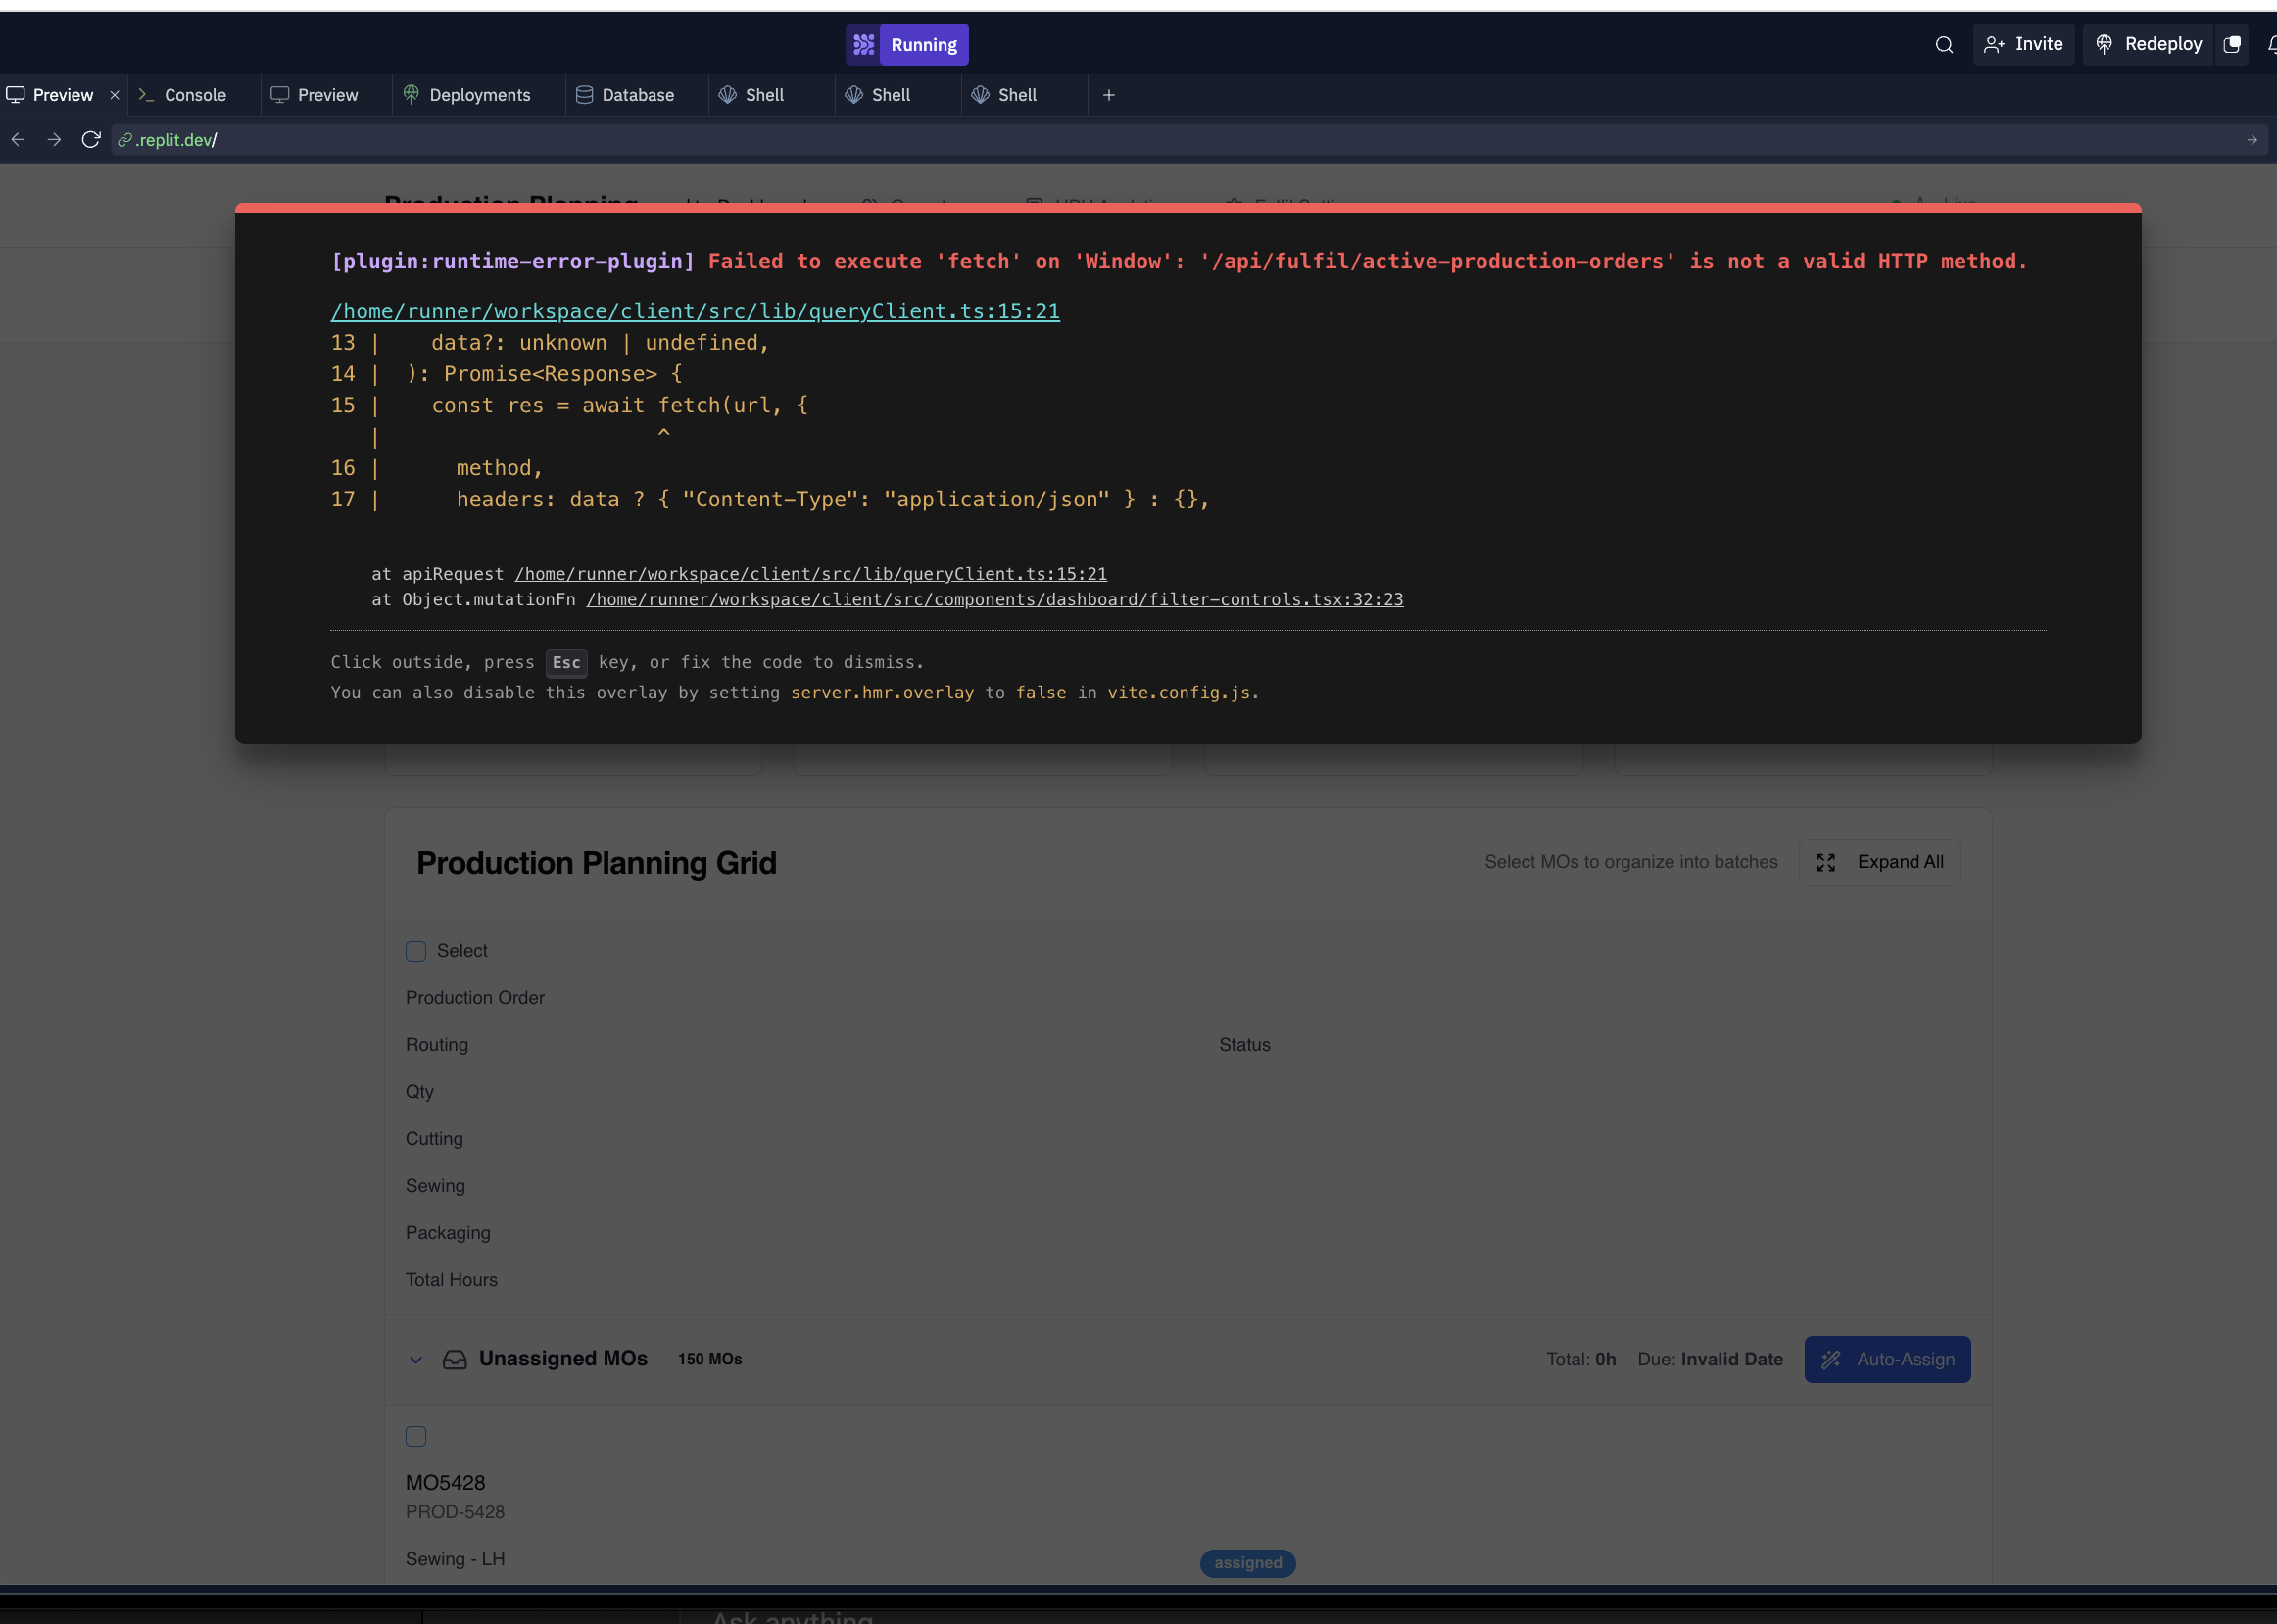 Running
Invite
Redeploy
Preview
Console
Preview
Deployments
Database
Shell
Shell
Shell
.replit.dev/
Production Planning
[plugin:runtime-error-plugin] Failed to execute 'fetch' on 'Window': '/api/fulfil/active-production-orders' is not a valid HTTP method.
/home/runner/workspace/client/src/lib/queryClient.ts:15:21
13 |    data?: unknown | undefined,
14 |  ): Promise<Response> {
15 |    const res = await fetch(url, {
|                      ^
16 |      method,
17 |      headers: data ? { "Content-Type": "application/json" } : {},
at apiRequest /home/runner/workspace/client/src/lib/queryClient.ts:15:21
at Object.mutationFn /home/runner/workspace/client/src/components/dashboard/filter-controls.tsx:32:23
Click outside, press Esc key, or fix the code to dismiss.
You can also disable this overlay by setting server.hmr.overlay to false in vite.config.js.
Production Planning Grid
Select MOs to organize into batches
Expand All
Select
Production Order
Routing
Status
Qty
Cutting
Sewing
Packaging
Total Hours
Unassigned MOs
150 MOs
Total: 0h
Due: Invalid Date
Auto-Assign
MO5428
PROD-5428
Sewing - LH
assigned
Ask anything